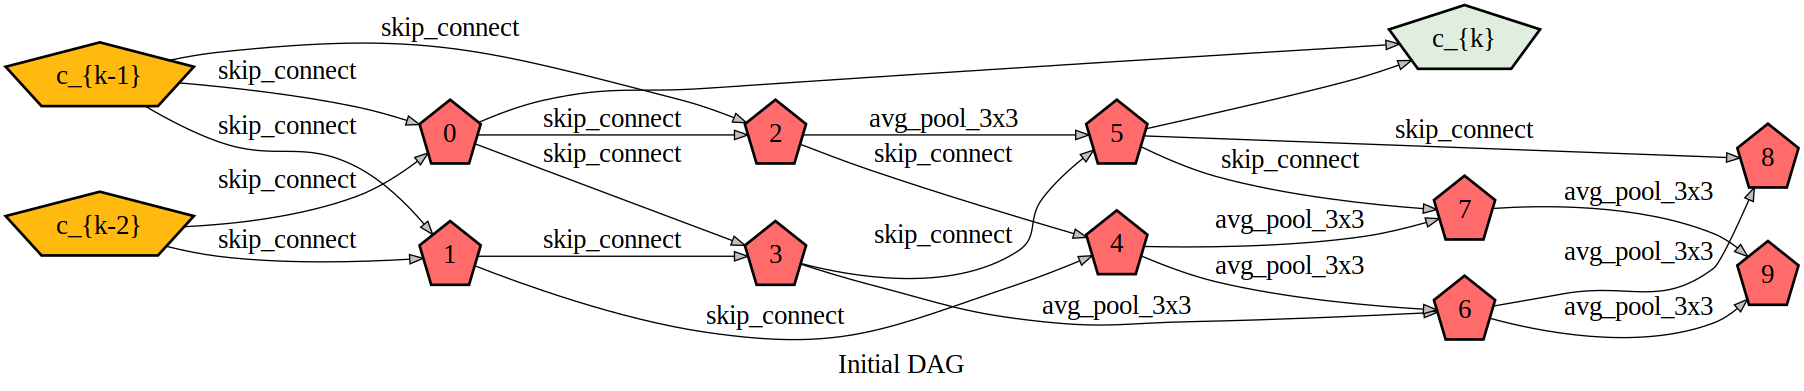 skip_connect
c_{k}
c_{k-1}
skip_connect
skip_connect
skip_connect
c_{k-2}
skip_connect
0
skip_connect
skip_connect
1
skip_connect
skip_connect
2
avg_pool_3x3
skip_connect
3
skip_connect
avg_pool_3x3
5
4
skip_connect
skip_connect
avg_pool_3x3
avg_pool_3x3
7
6
avg_pool_3x3
avg_pool_3x3
avg_pool_3x3
8
9
Initial DAG